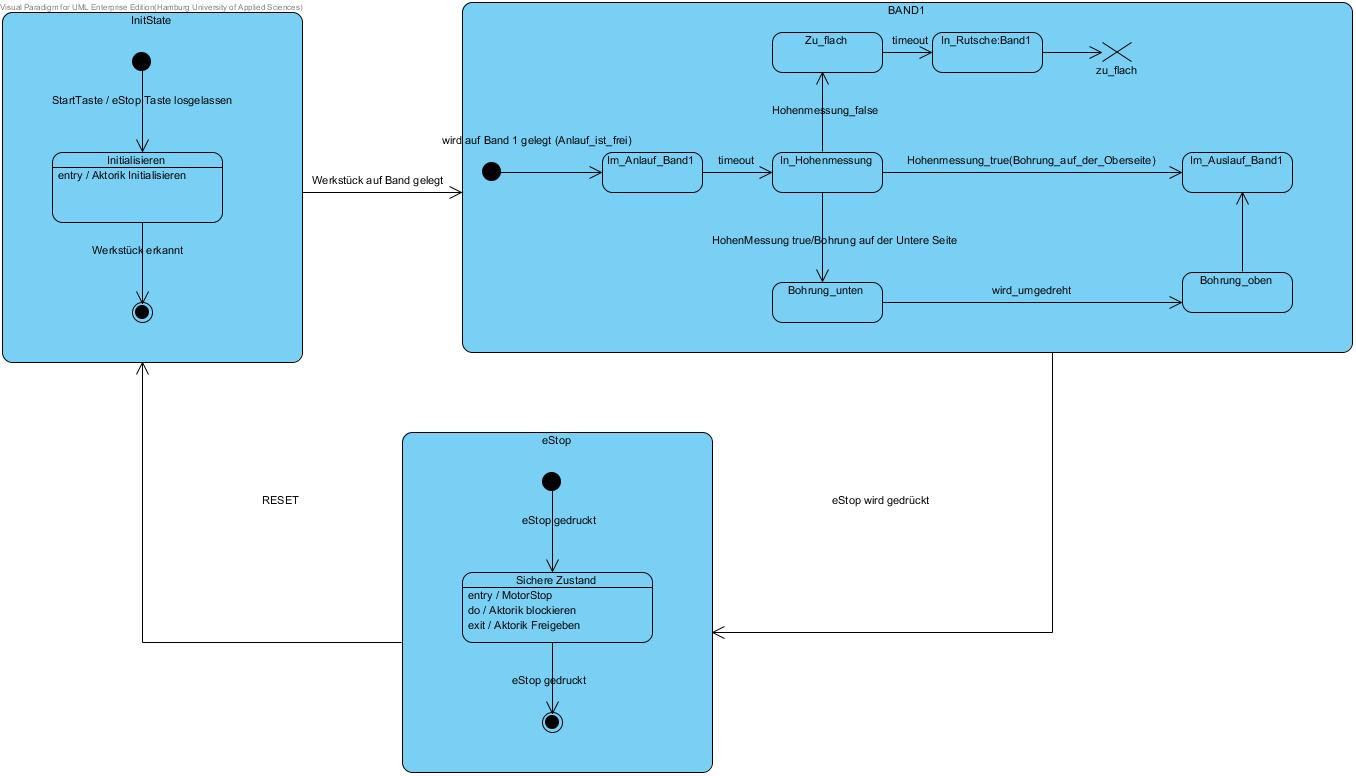 Visual Paradigm for UML Enterprise Edition(Hamburg University of Applied Sciences)
InitState
StartTaste / eStop Taste losgelassen
Initialisieren
entry / Aktorik Initialisieren
Werkstück erkannt
Werkstück auf Band gelegt
BAND1
Zu_flach
timeout
In_Rutsche:Band1
zu_flach
Hohenmessung_false
wird auf Band 1 gelegt (Anlauf_ist_frei)
Im_Anlauf_Band1
timeout
In_Hohenmessung
Hohenmessung_true(Bohrung_auf_der_Oberseite)
Im_Auslauf_Band1
HohenMessung true/Bohrung auf der Untere Seite
Bohrung_unten
wird_umgedreht
Bohrung_oben
RESET
eStop
eStop gedruckt
Sichere Zustand
entry / MotorStop
do / Aktorik blockieren
exit / Aktorik Freigeben
eStop gedruckt
eStop wird gedrückt